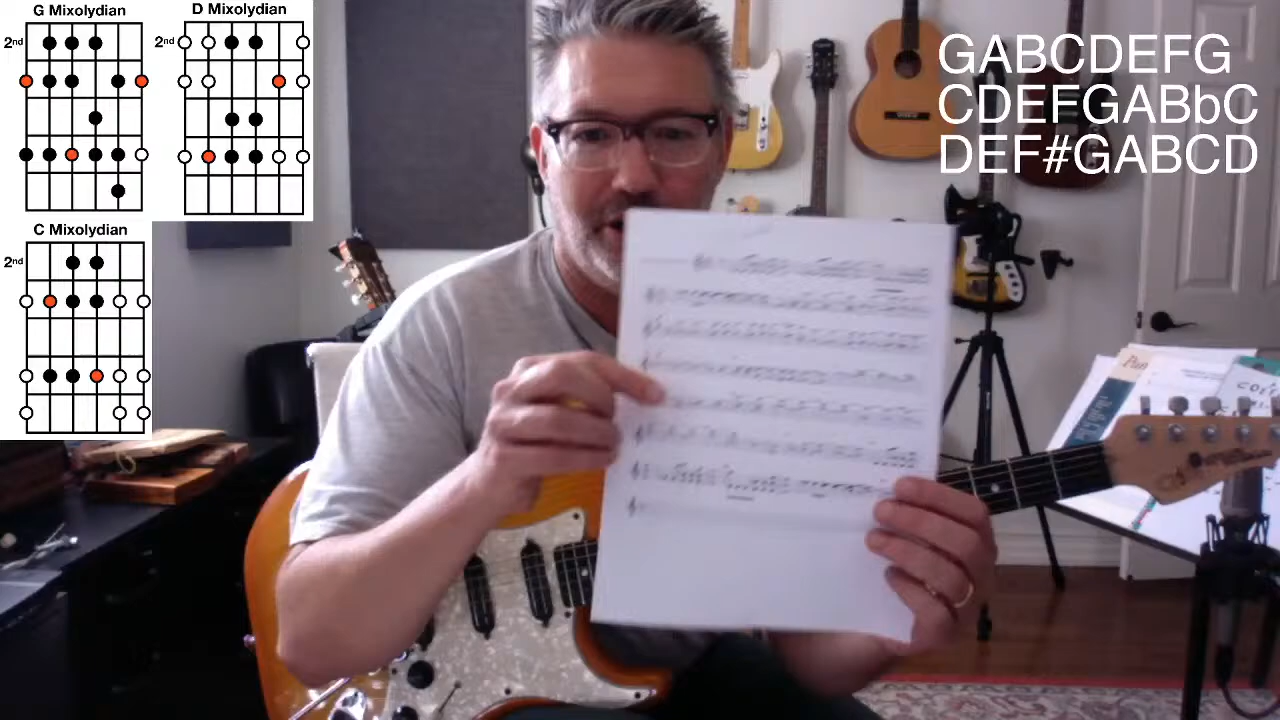 G Mixolydian
2nd
D Mixolydian
2nd
C Mixolydian
2nd
GABCDEFG
CDEFGABbC
DEF#GABCD